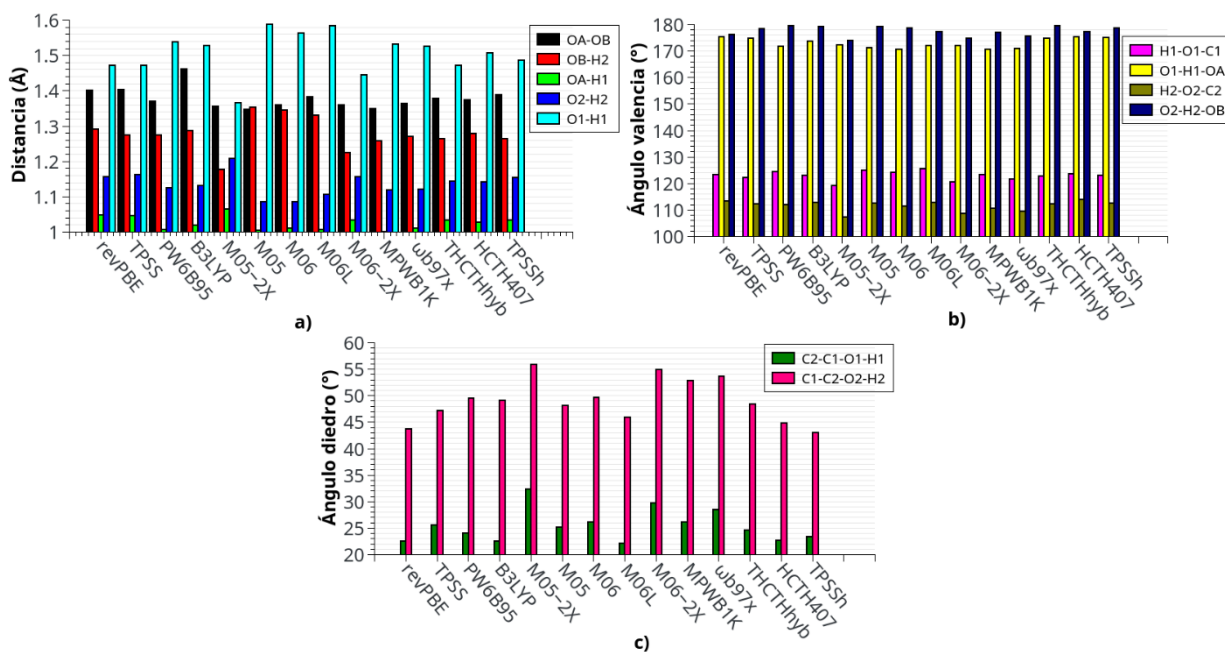 Distancia (Å)
1.6
1.5
1.4
1.3
1.2
1.1
1
OA-OB
OB-H2
OA-H1
O2-H2
O1-H1
revPBE
TPSS
PW6B95
B3LYP
M05-2X
M05
M06
M06L
M06-2X
MPWB1K
ωb97x
THCTHhyb
HCTH407
TPSSh
a)
Ángulo valencia (°)
180
170
160
150
140
130
120
110
100
H1-O1-C1
O1-H1-OA
H2-O2-C2
O2-H2-OB
revPBE
TPSS
PW6B95
B3LYP
M05-2X
M05
M06
M06L
M06-2X
MPWB1K
ωb97x
THCTHhyb
HCTH407
TPSSh
b)
Ángulo diedro (°)
60
55
50
45
40
35
30
25
20
C2-C1-O1-H1
C1-C2-O2-H2
revPBE
TPSS
PW6B95
B3LYP
M05-2X
M05
M06
M06L
M06-2X
MPWB1K
ωb97x
THCTHhyb
HCTH407
TPSSh
c)